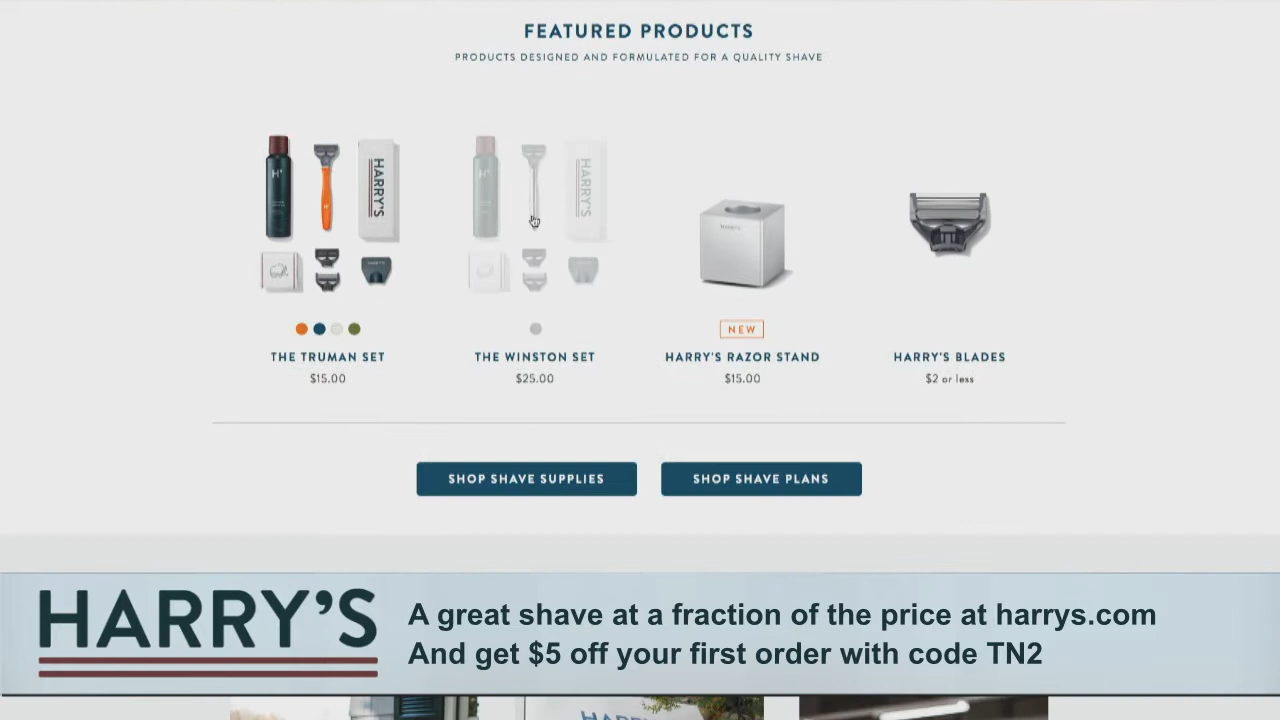 FEATURED PRODUCTS
PRODUCTS DESIGNED AND FORMULATED FOR A QUALITY SHAVE
H'
HARRY'S
HARRY'S
HARRY'S
HARRY'S
NEW
THE TRUMAN SET
$15.00
THE WINSTON SET
$25.00
HARRY'S RAZOR STAND
$15.00
HARRY'S BLADES
$2 or less
SHOP SHAVE SUPPLIES
SHOP SHAVE PLANS
HARRY'S
A great shave at a fraction of the price at harrys.com
And get $5 off your first order with code TN2